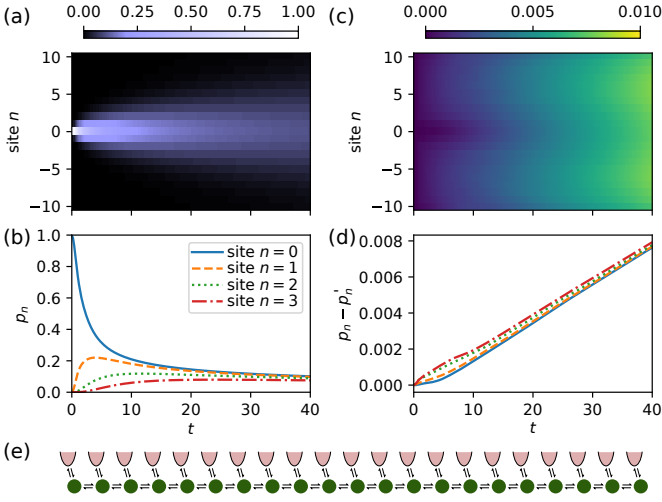 (a)
0.00 0.25 0.50 0.75 1.00
site n
10
5
0
−5
−10
(c)
0.000 0.005 0.010
site n
10
5
0
−5
−10
(b)
p_n
1.0
0.8
0.6
0.4
0.2
0.0
site n = 0
site n = 1
site n = 2
site n = 3
0 10 20 30 40
t
(d)
p_n − p'_n
0.008
0.006
0.004
0.002
0.000
0 10 20 30 40
t
(e)